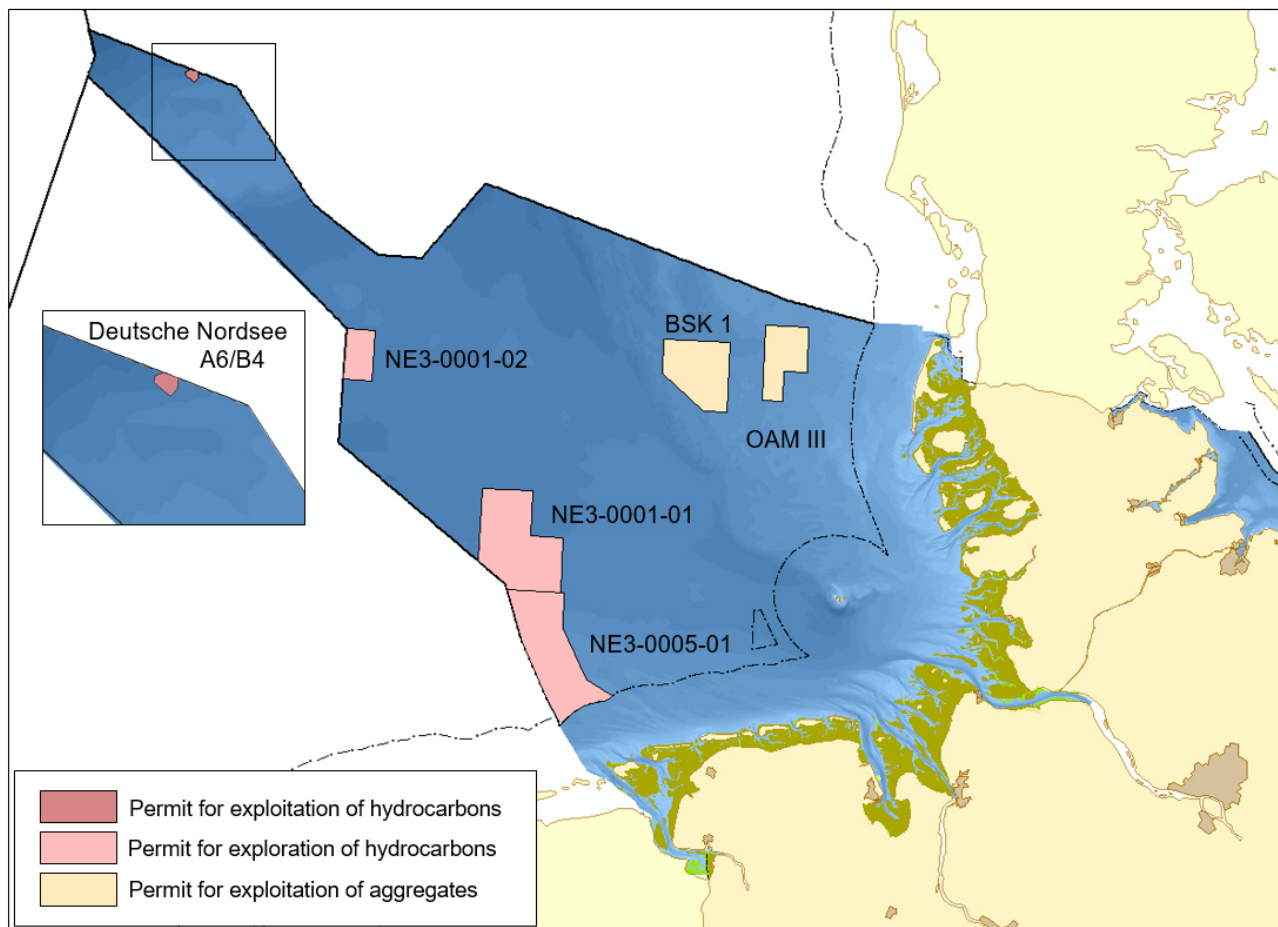 Deutsche Nordsee
A6/B4
BSK 1
NE3-0001-02
OAM III
NE3-0001-01
NE3-0005-01
Permit for exploitation of hydrocarbons
Permit for exploration of hydrocarbons
Permit for exploitation of aggregates